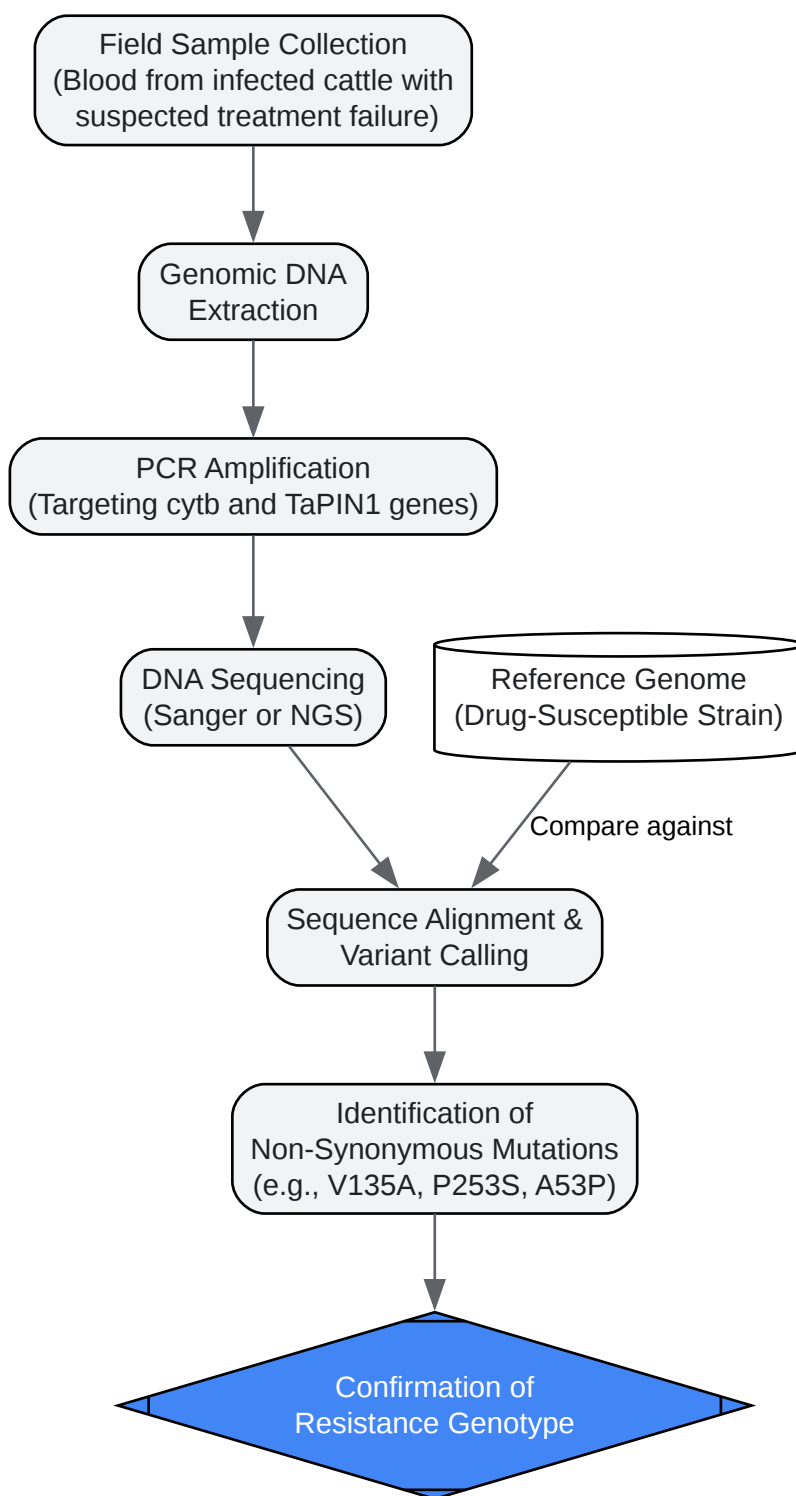 Field Sample Collection
(Blood from infected cattle with
suspected treatment failure)
Genomic DNA
Extraction
PCR Amplification
(Targeting cytb and TaPIN1 genes)
DNA Sequencing
(Sanger or NGS)
Reference Genome
(Drug-Susceptible Strain)
Compare against
Sequence Alignment &
Variant Calling
Identification of
Non-Synonymous Mutations
(e.g., V135A, P253S, A53P)
Confirmation of
Resistance Genotype